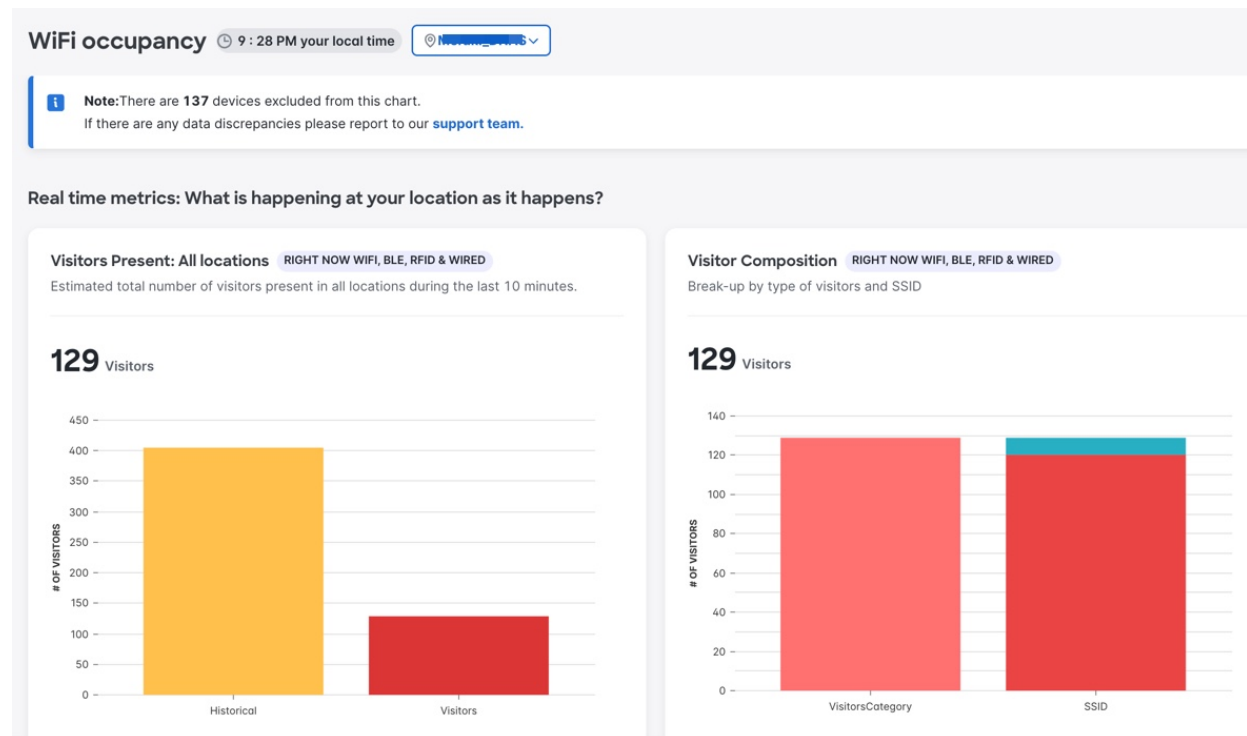 WiFi occupancy 9 : 28 PM your local time
Note:There are 137 devices excluded from this chart.
If there are any data discrepancies please report to our support team.
Real time metrics: What is happening at your location as it happens?
Visitors Present: All locations RIGHT NOW WIFI, BLE, RFID & WIRED
Estimated total number of visitors present in all locations during the last 10 minutes.
129 Visitors
450
400
350
300
250
200
150
100
50
0
# OF VISITORS
Historical Visitors
Visitor Composition RIGHT NOW WIFI, BLE, RFID & WIRED
Break-up by type of visitors and SSID
129 Visitors
140
120
100
80
60
40
20
0
# OF VISITORS
VisitorsCategory SSID